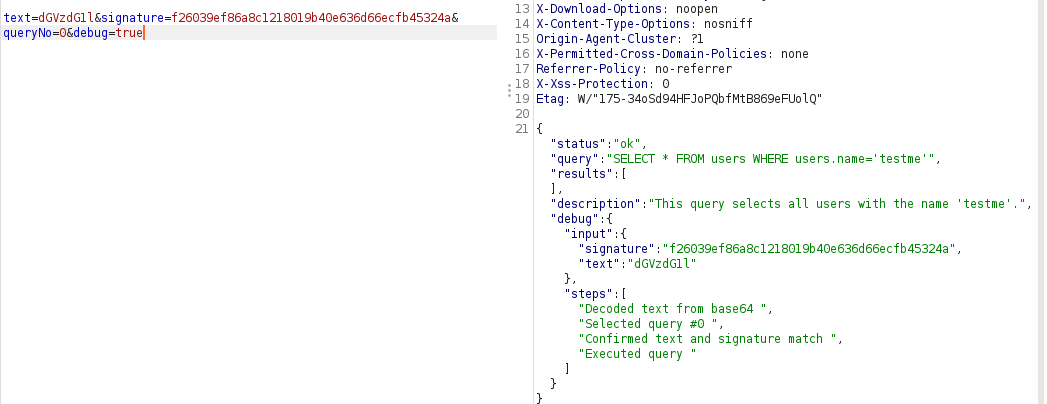 text=dGVzdG1l&signature=f26039ef86a8c1218019b40e636d66ecfb45324a&
queryNo=0&debug=true
13 X-Download-Options: noopen
14 X-Content-Type-Options: nosniff
15 Origin-Agent-Cluster: ?1
16 X-Permitted-Cross-Domain-Policies: none
17 Referrer-Policy: no-referrer
18 X-Xss-Protection: 0
19 Etag: W/"175-34oSd94HFJoPQbfMtB869eFUolQ"
20
21 {
"status":"ok",
"query":"SELECT * FROM users WHERE users.name='testme'",
"results":[
],
"description":"This query selects all users with the name 'testme'.",
"debug":{
"input":{
"signature":"f26039ef86a8c1218019b40e636d66ecfb45324a",
"text":"dGVzdG1l"
},
"steps":[
"Decoded text from base64 ",
"Selected query #0 ",
"Confirmed text and signature match ",
"Executed query "
]
}
}